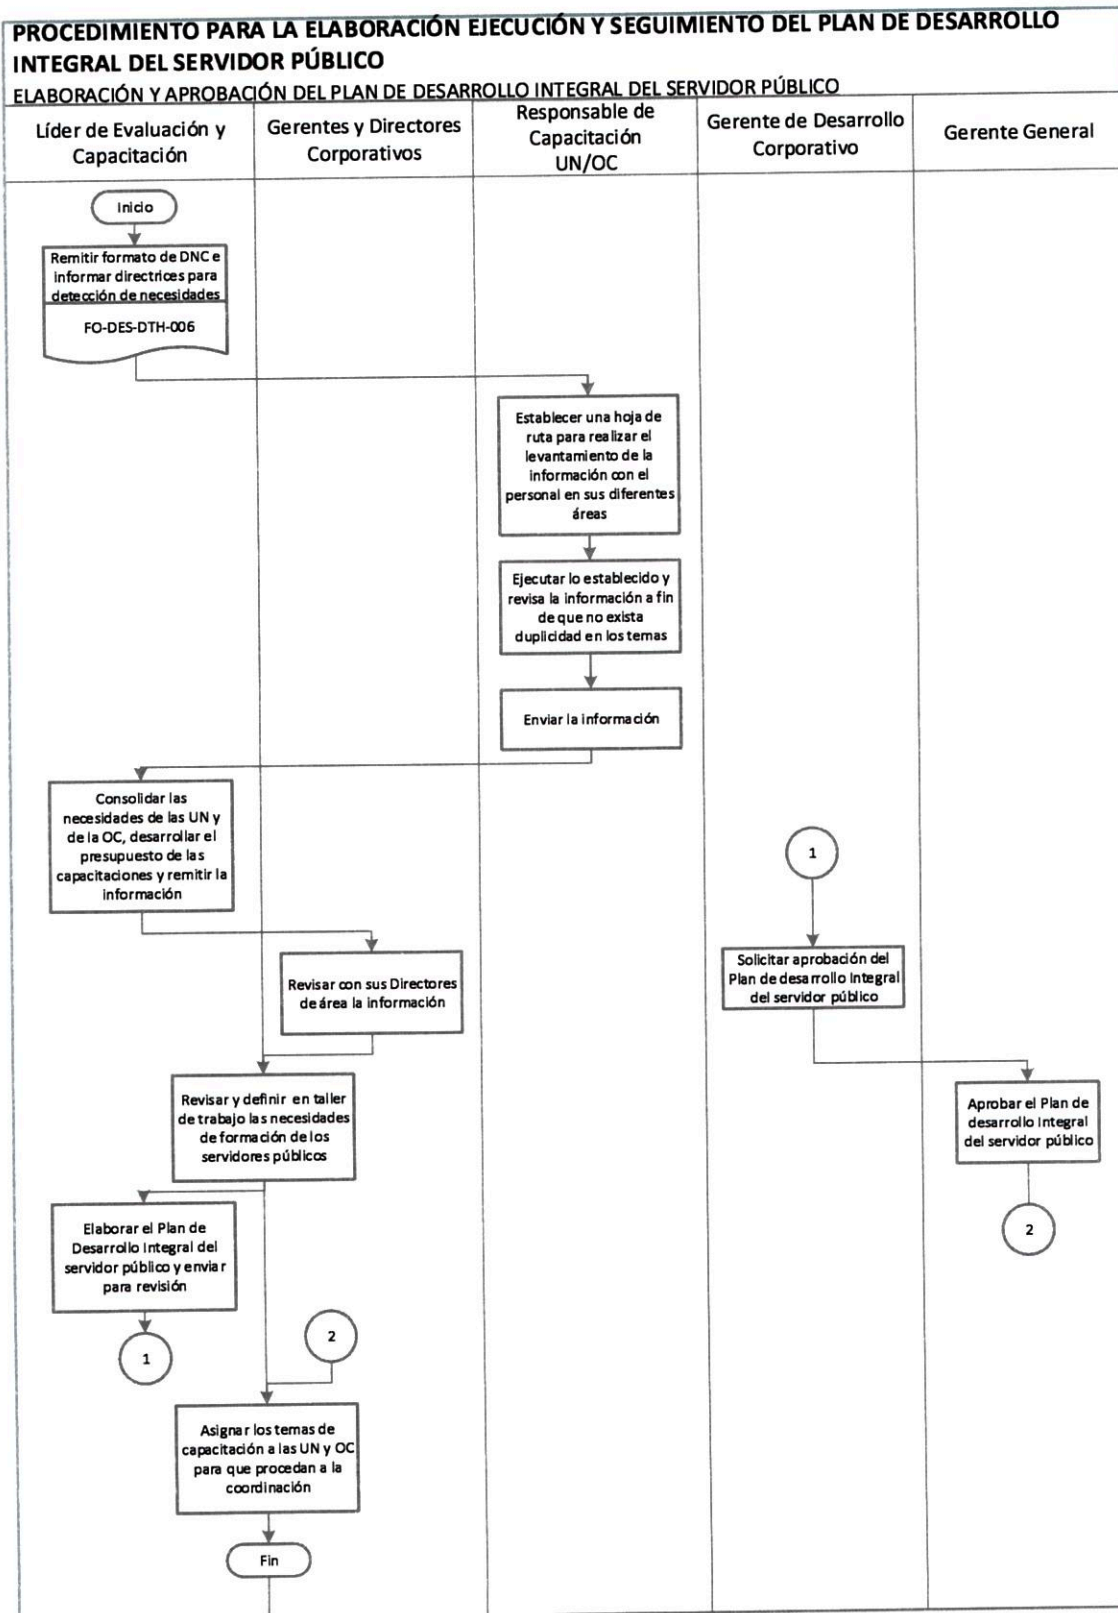 PROCEDIMIENTO PARA LA ELABORACIÓN EJECUCIÓN Y SEGUIMIENTO DEL PLAN DE DESARROLLO
INTEGRAL DEL SERVIDOR PÚBLICO
ELABORACIÓN Y APROBACIÓN DEL PLAN DE DESARROLLO INTEGRAL DEL SERVIDOR PÚBLICO
Líder de Evaluación y
Capacitación
Gerentes y Directores
Corporativos
Responsable de
Capacitación
UN/OC
Gerente de Desarrollo
Corporativo
Gerente General
Inicio
Remitir formato de DNC e
informar directrices para
detección de necesidades
FO-DES-DTH-006
Establecer una hoja de
ruta para realizar el
levantamiento de la
información con el
personal en sus diferentes
áreas
Ejecutar lo establecido y
revisa la información a fin
de que no exista
duplicidad en los temas
Enviar la información
Consolidar las
necesidades de las UN y
de la OC, desarrollar el
presupuesto de las
capacitaciones y remitir la
información
1
Revisar con sus Directores
de área la información
Solicitar aprobación del
Plan de desarrollo Integral
del servidor público
Revisar y definir en taller
de trabajo las necesidades
de formación de los
servidores públicos
Aprobar el Plan de
desarrollo Integral
del servidor público
2
Elaborar el Plan de
Desarrollo Integral del
servidor público y enviar
para revisión
1
2
Asignar los temas de
capacitación a las UN y OC
para que procedan a la
coordinación
Fin